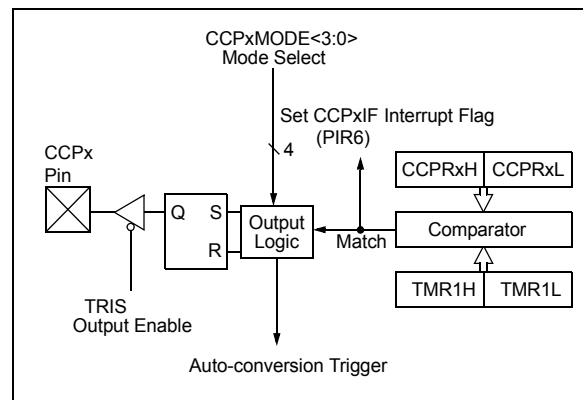 CCPxMODE<3:0>
Mode Select
Set CCPxIF Interrupt Flag
(PIR6)
4
CCPx
Pin
CCPRxH
CCPRxL
Q
S
R
Output
Logic
Match
Comparator
TRIS
Output Enable
TMR1H
TMR1L
Auto-conversion Trigger